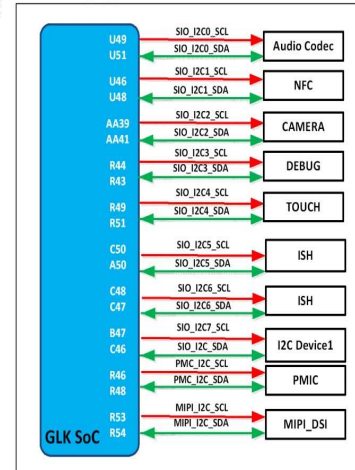 U49 SIO_I2C0_SCL Audio Codec
U51 SIO_I2C0_SDA
U46 SIO_I2C1_SCL NFC
U48 SIO_I2C1_SDA
AA39 SIO_I2C2_SCL CAMERA
AA41 SIO_I2C2_SDA
R44 SIO_I2C3_SCL DEBUG
R43 SIO_I2C3_SDA
R49 SIO_I2C4_SCL TOUCH
R51 SIO_I2C4_SDA
C50 SIO_I2C5_SCL ISH
A50 SIO_I2C5_SDA
C48 SIO_I2C6_SCL ISH
C47 SIO_I2C6_SDA
B47 SIO_I2C7_SCL I2C Device1
C46 SIO_I2C_SDA
R46 PMC_I2C_SCL PMIC
R48 PMC_I2C_SDA
R53 MIPI_I2C_SCL MIPI_DSI
R54 MIPI_I2C_SDA
GLK SoC